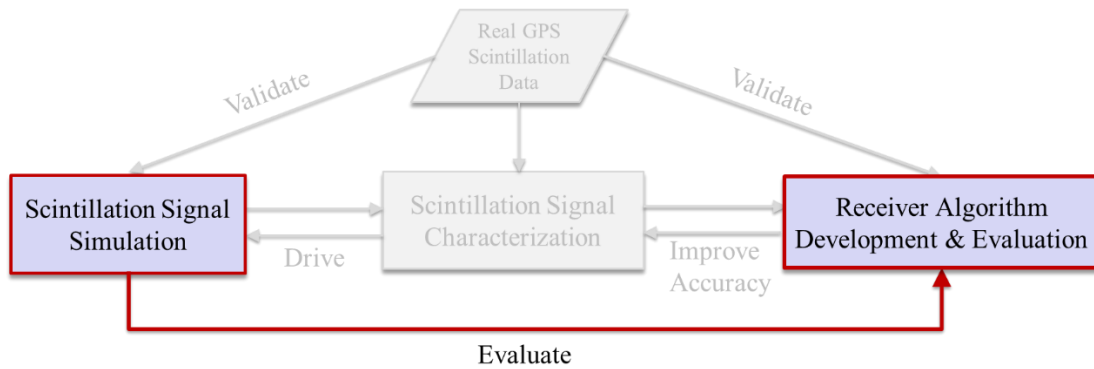 Real GPS
Scintillation
Data
Validate
Validate
Scintillation Signal
Simulation
Scintillation Signal
Characterization
Receiver Algorithm
Development & Evaluation
Drive
Improve
Accuracy
Evaluate